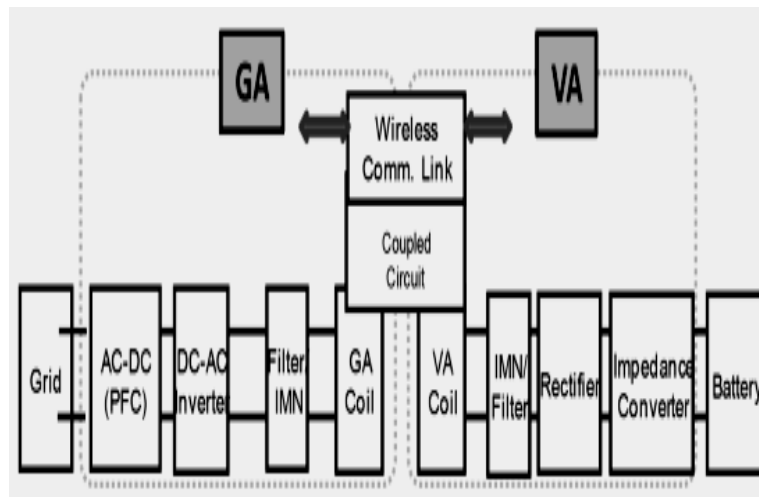 GA
VA
Wireless
Comm. Link
Coupled
Circuit
Grid
AC-DC
(PFC)
DC-AC
Inverter
Filter/
IMN
GA
Coil
VA
Coil
IMN/
Filter
Rectifier
Impedance
Converter
Battery